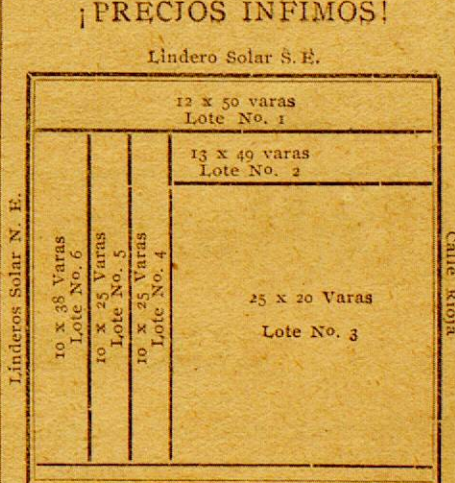 ¡PRECIOS INFIMOS!
Lindero Solar S. E.
12 x 50 varas
Lote No. 1
13 x 49 varas
Lote No. 2
Linderos Solar N. E.
10 x 38 Varas
Lote No. 6
10 x 25 Varas
Lote No. 5
10 x 25 Varas
Lote No. 4
25 x 20 Varas
Lote No. 3
Calle Rioja